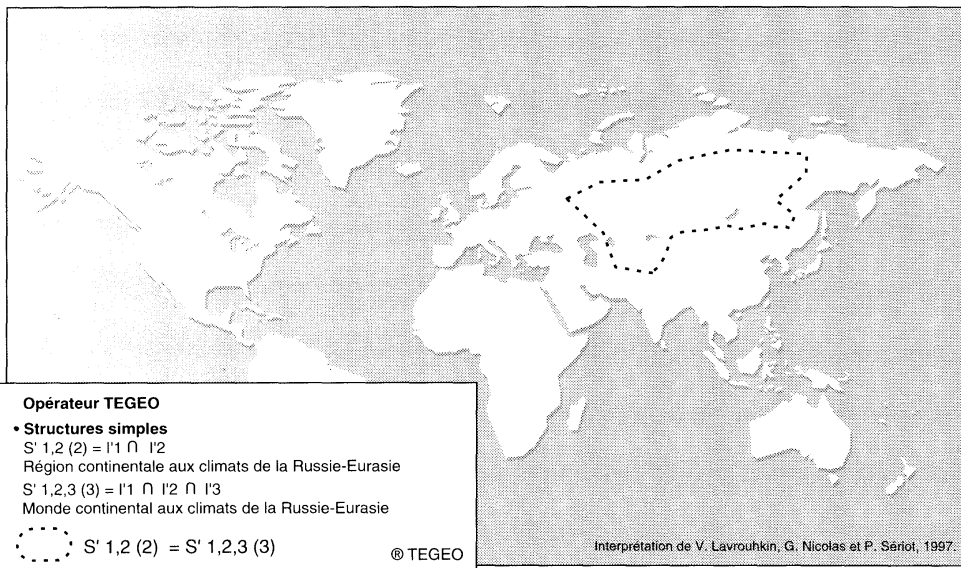 Opérateur TEGEO
• Structures simples
S' 1,2 (2) = I'1 ∩ I'2
Région continentale aux climats de la Russie-Eurasie
S' 1,2,3 (3) = I'1 ∩ I'2 ∩ I'3
Monde continental aux climats de la Russie-Eurasie
S' 1,2 (2) = S' 1,2,3 (3)
® TEGEO
Interprétation de V. Lavrouhkin, G. Nicolas et P. Sériot, 1997.